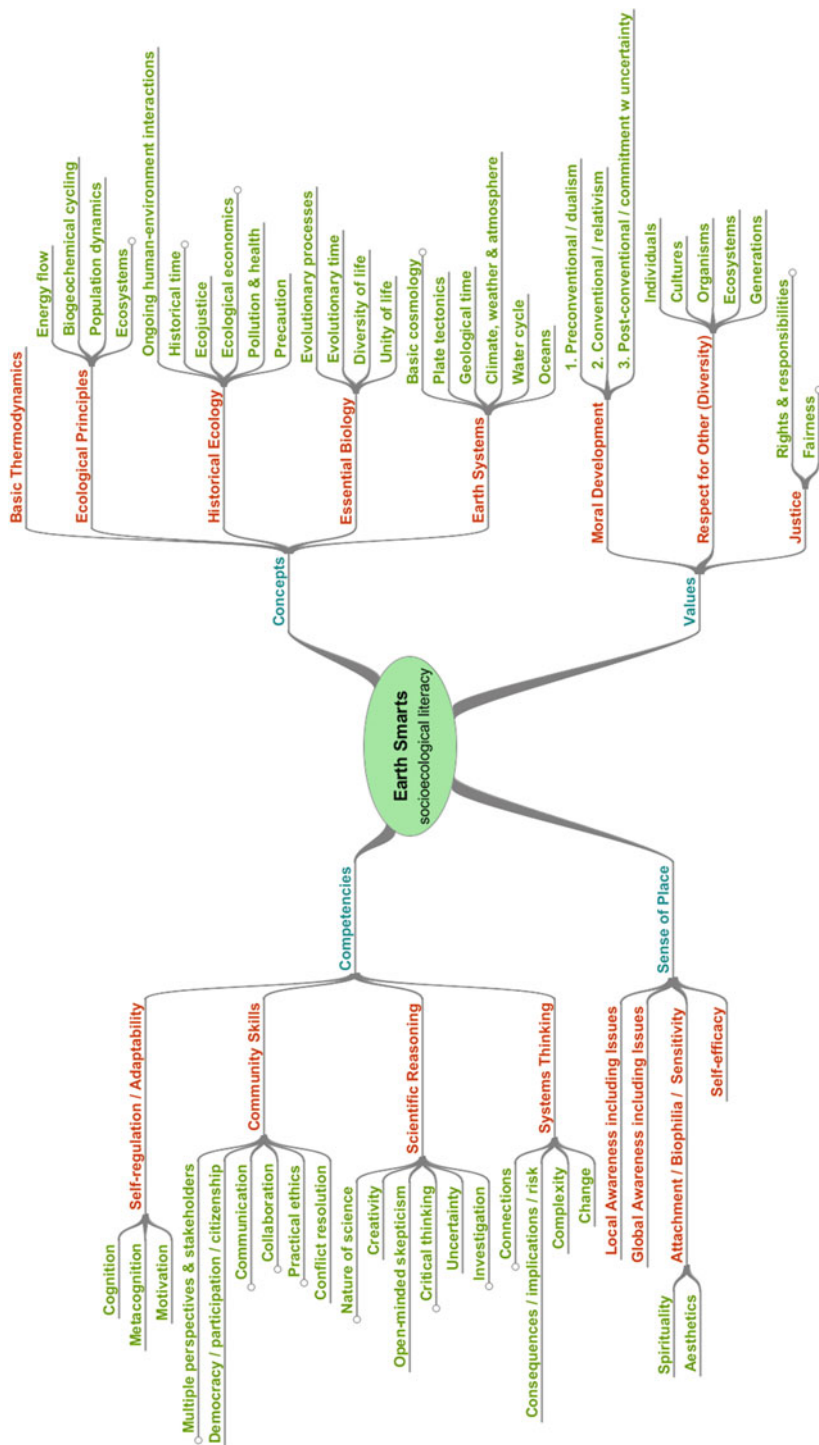 Earth Smarts
socioecological literacy
Concepts
Basic Thermodynamics
Ecological Principles
Energy flow
Biogeochemical cycling
Population dynamics
Ecosystems
Historical Ecology
Ongoing human-environment interactions
Historical time
Ecojustice
Ecological economics
Pollution & health
Precaution
Essential Biology
Evolutionary processes
Evolutionary time
Diversity of life
Unity of life
Earth Systems
Basic cosmology
Plate tectonics
Geological time
Climate, weather & atmosphere
Water cycle
Oceans
Values
Moral Development
1. Preconventional / dualism
2. Conventional / relativism
3. Post-conventional / commitment w uncertainty
Respect for Other (Diversity)
Individuals
Cultures
Organisms
Ecosystems
Generations
Justice
Rights & responsibilities
Fairness
Competencies
Self-regulation / Adaptability
Cognition
Metacognition
Motivation
Community Skills
Multiple perspectives & stakeholders
Democracy / participation / citizenship
Communication
Collaboration
Practical ethics
Conflict resolution
Scientific Reasoning
Nature of science
Creativity
Open-minded skepticism
Critical thinking
Uncertainty
Investigation
Systems Thinking
Connections
Consequences / implications / risk
Complexity
Change
Sense of Place
Local Awareness including Issues
Global Awareness including Issues
Attachment / Biophilia / Sensitivity
Spirituality
Aesthetics
Self-efficacy